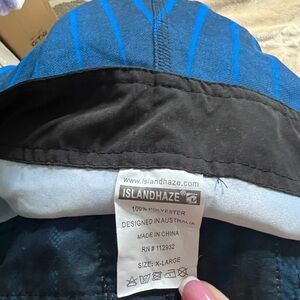 www.islandhaze.com
ISLANDHAZE
100% POLYESTER
DESIGNED IN AUSTRALIA
MADE IN CHINA
RN # 112932
SIZE: X-LARGE